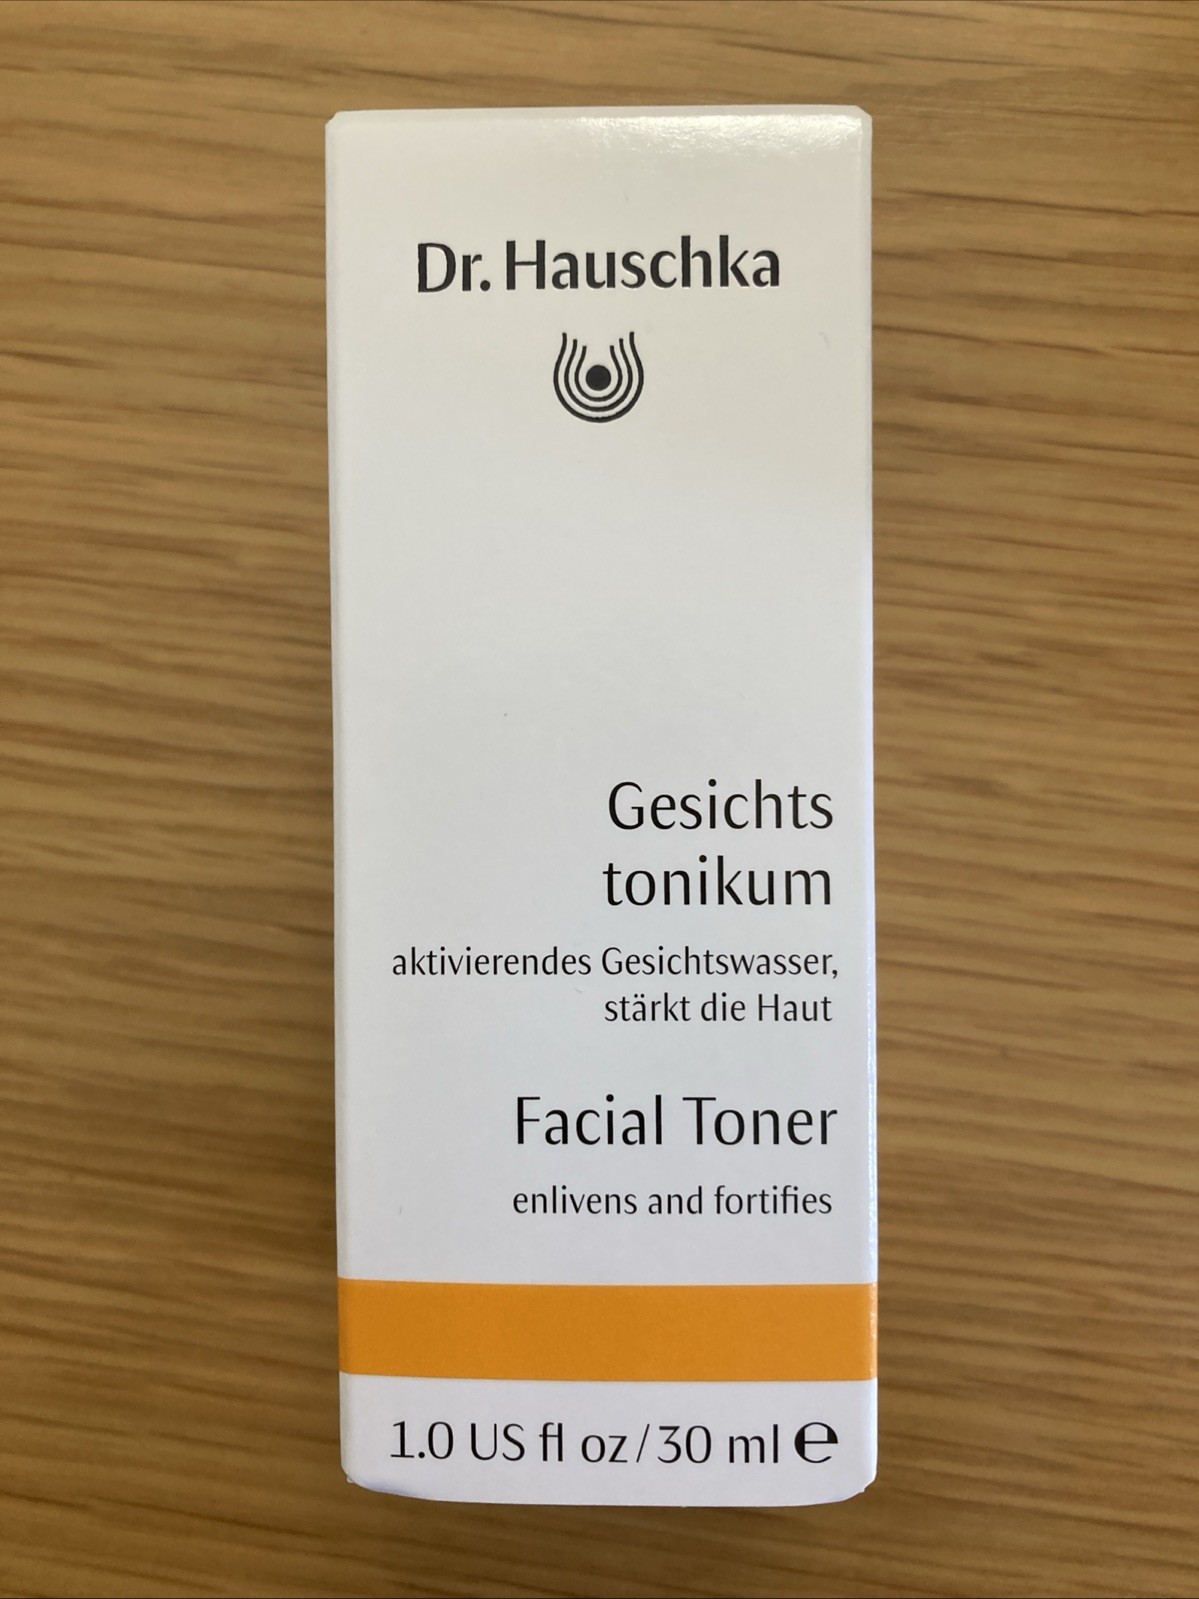 Dr. Hauschka
Gesichts
tonikum
aktivierendes Gesichtswasser,
stärkt die Haut
Facial Toner
enlivens and fortifies
1.0 US fl oz/30 ml ℮